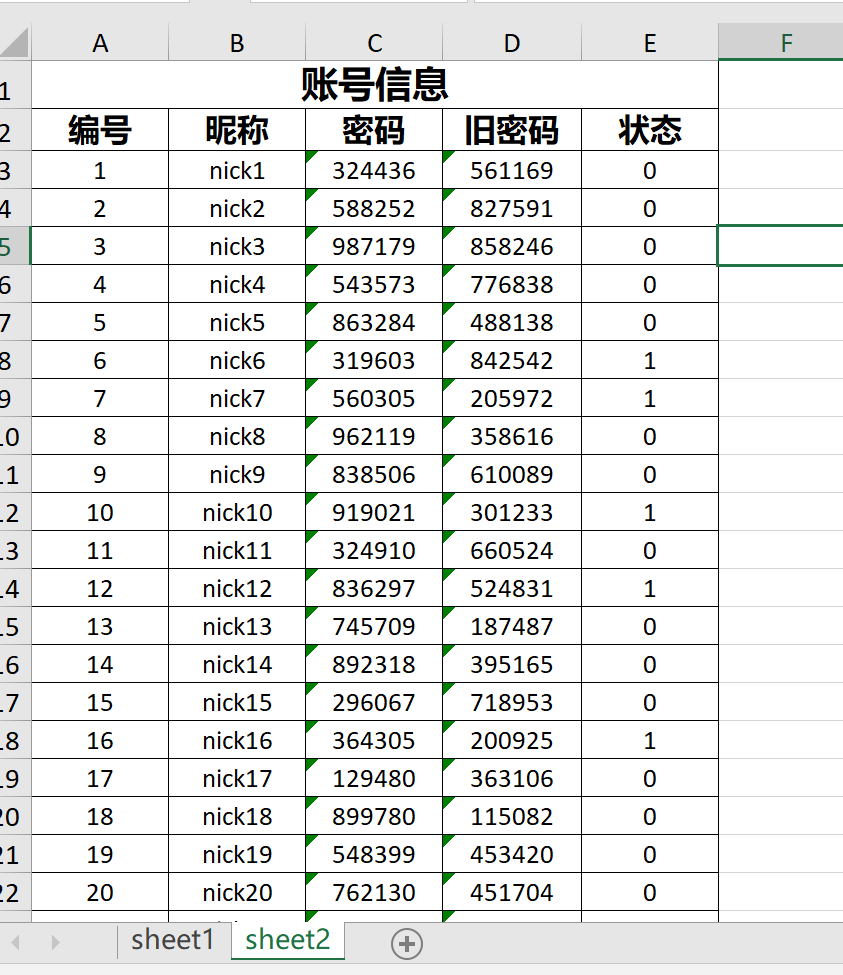 A B C D E F
1 账号信息
2 编号 昵称 密码 旧密码 状态
3 1 nick1 324436 561169 0
4 2 nick2 588252 827591 0
5 3 nick3 987179 858246 0
6 4 nick4 543573 776838 0
7 5 nick5 863284 488138 0
8 6 nick6 319603 842542 1
9 7 nick7 560305 205972 1
10 8 nick8 962119 358616 0
11 9 nick9 838506 610089 0
12 10 nick10 919021 301233 1
13 11 nick11 324910 660524 0
14 12 nick12 836297 524831 1
15 13 nick13 745709 187487 0
16 14 nick14 892318 395165 0
17 15 nick15 296067 718953 0
18 16 nick16 364305 200925 1
19 17 nick17 129480 363106 0
20 18 nick18 899780 115082 0
21 19 nick19 548399 453420 0
22 20 nick20 762130 451704 0
sheet1 sheet2